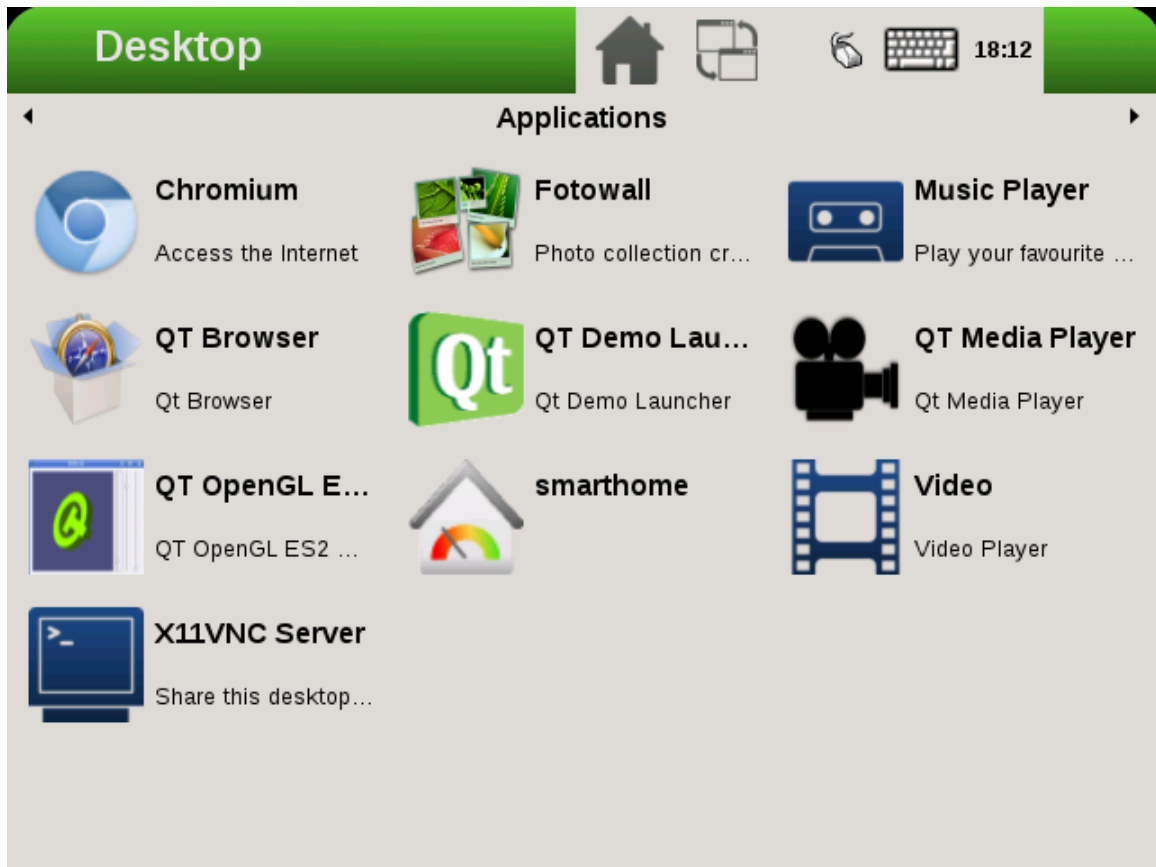 Desktop
18:12
Applications
Chromium
Access the Internet
Fotowall
Photo collection cr...
Music Player
Play your favourite ...
QT Browser
Qt Browser
Qt
QT Demo Lau...
Qt Demo Launcher
QT Media Player
Qt Media Player
QT OpenGL E...
QT OpenGL ES2 ...
smarthome
Video
Video Player
>_
X11VNC Server
Share this desktop...